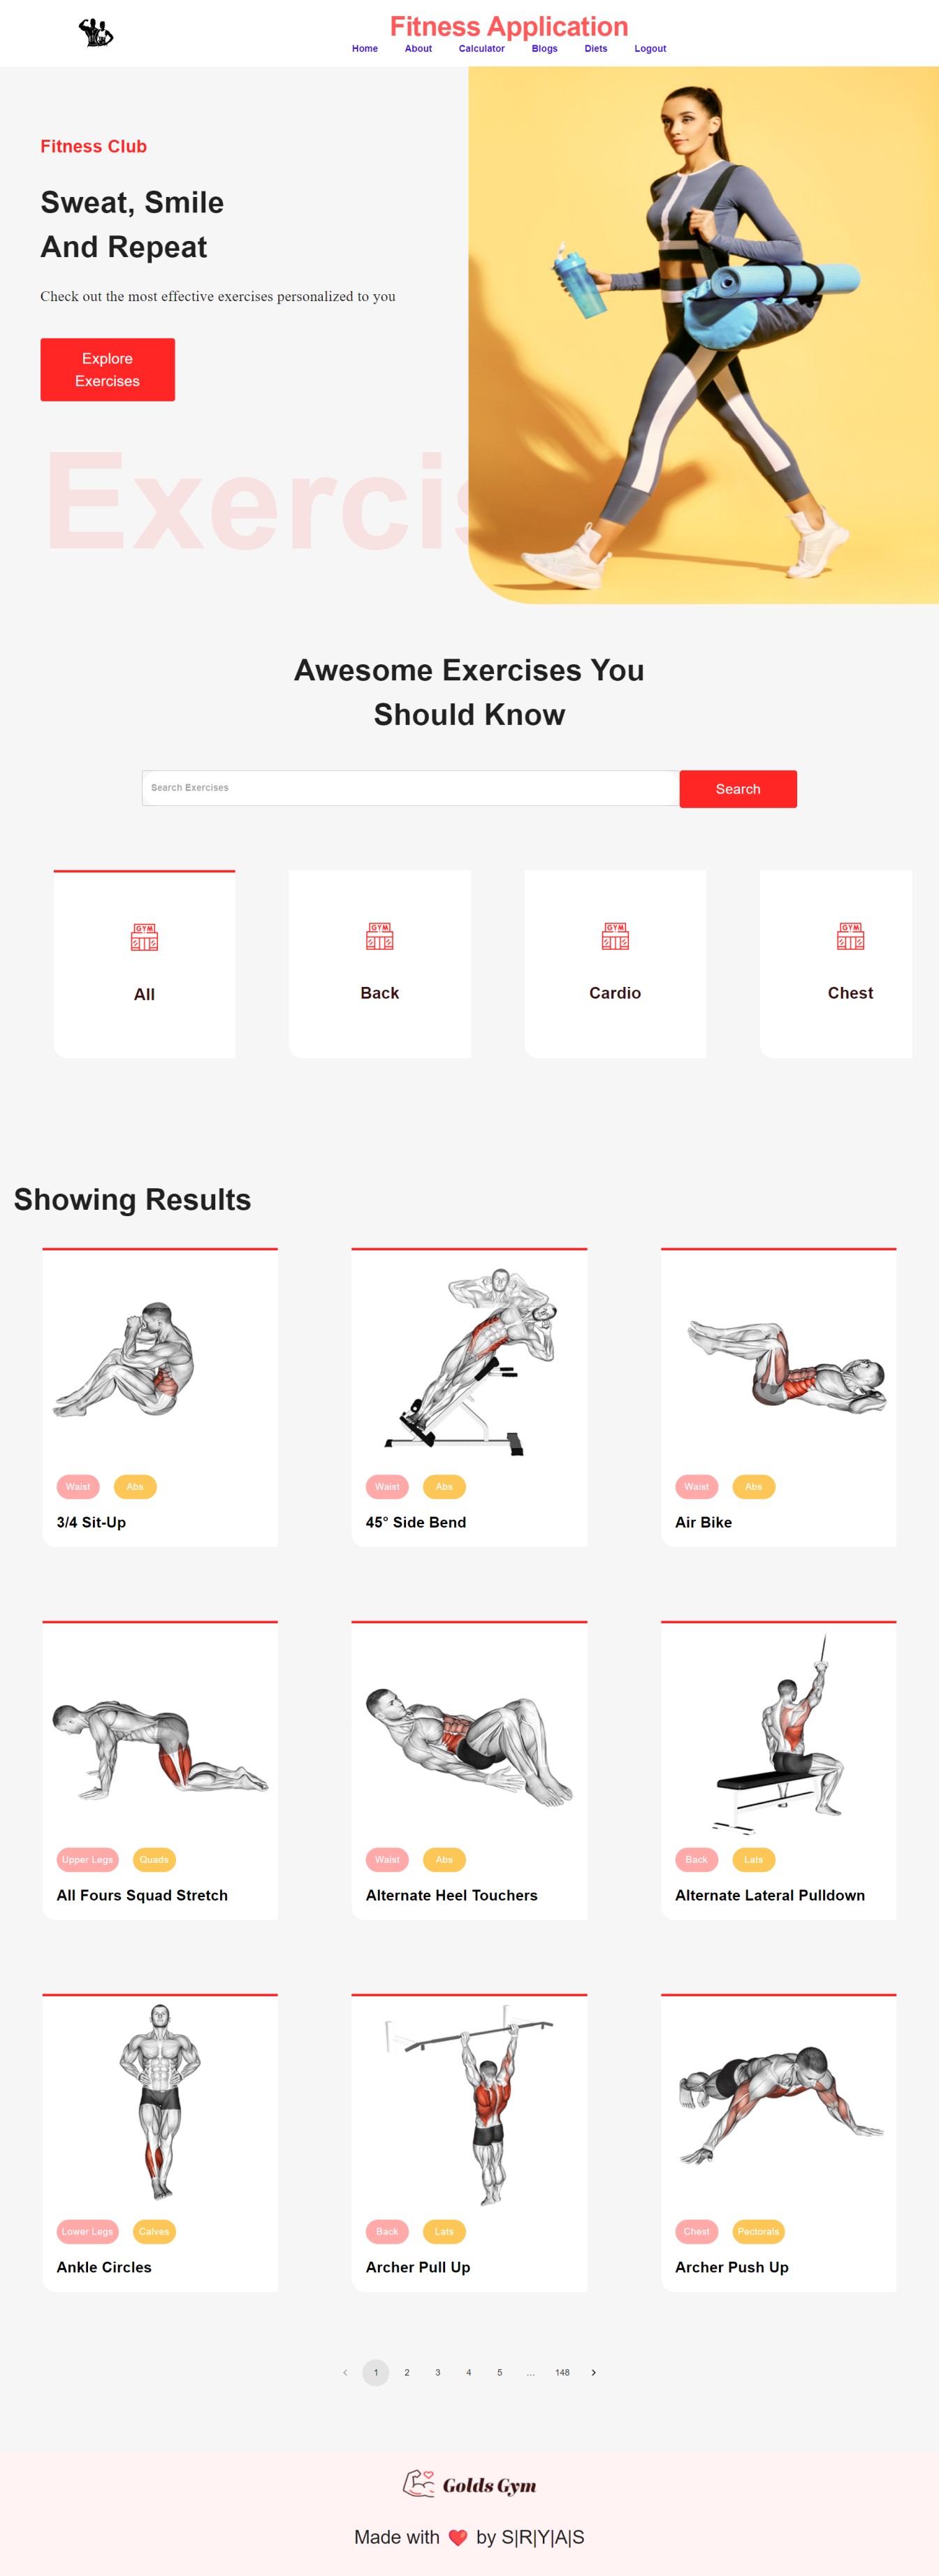 Fitness Application
Home About Calculator Blogs Diets Logout
Fitness Club
Sweat, Smile
And Repeat
Check out the most effective exercises personalized to you
Explore
Exercises
Exercis
Awesome Exercises You
Should Know
Search Exercises
Search
GYM GYM GYM GYM
All Back Cardio Chest
Showing Results
Waist Abs
3/4 Sit-Up
Waist Abs
45° Side Bend
Waist Abs
Air Bike
Upper Legs Quads
All Fours Squad Stretch
Waist Abs
Alternate Heel Touchers
Back Lats
Alternate Lateral Pulldown
Lower Legs Calves
Ankle Circles
Back Lats
Archer Pull Up
Chest Pectorals
Archer Push Up
‹ 1 2 3 4 5 ... 148 ›
Golds Gym
Made with ❤️ by S|R|Y|A|S